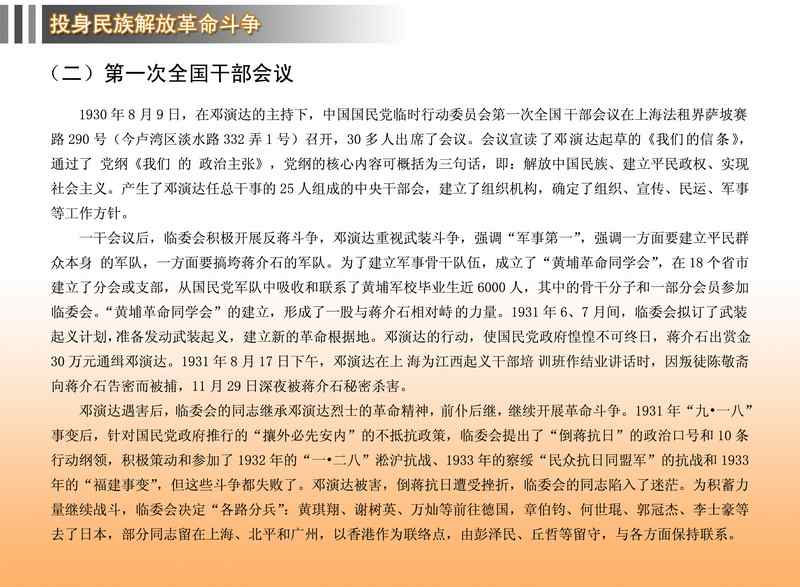 投身民族解放革命斗争
（二）第一次全国干部会议
1930 年 8 月 9 日，在邓演达的主持下，中国国民党临时行动委员会第一次全国干部会议在上海法租界萨坡赛
路 290 号（今卢湾区淡水路 332 弄 1 号）召开，30 多人出席了会议。会议宣读了邓演达起草的《我们的信条》，
通过了 党纲《我们 的 政治主张》，党纲的核心内容可概括为三句话，即：解放中国民族、建立平民政权、实现
社会主义。产生了邓演达任总干事的 25 人组成的中央干部会，建立了组织机构，确定了组织、宣传、民运、军事
等工作方针。
一干会议后，临委会积极开展反蒋斗争，邓演达重视武装斗争，强调“军事第一”，强调一方面要建立平民群
众本身 的军队，一方面要搞垮蒋介石的军队。为了建立军事骨干队伍，成立了“黄埔革命同学会”，在 18 个省市
建立了分会或支部，从国民党军队中吸收和联系了黄埔军校毕业生近 6000 人，其中的骨干分子和一部分会员参加
临委会。“黄埔革命同学会”的建立，形成了一股与蒋介石相对峙的力量。1931 年 6、7 月间，临委会拟订了武装
起义计划，准备发动武装起义，建立新的革命根据地。邓演达的行动，使国民党政府惶惶不可终日，蒋介石出赏金
30 万元通缉邓演达。1931 年 8 月 17 日下午，邓演达在上 海为江西起义干部培 训班作结业讲话时，因叛徒陈敬斋
向蒋介石告密而被捕，11 月 29 日深夜被蒋介石秘密杀害。
邓演达遇害后，临委会的同志继承邓演达烈士的革命精神，前仆后继，继续开展革命斗争。1931 年“九•一八”
事变后，针对国民党政府推行的“攘外必先安内”的不抵抗政策，临委会提出了“倒蒋抗日”的政治口号和 10 条
行动纲领，积极策动和参加了 1932 年的“一•二八”淞沪抗战、1933 年的察绥“民众抗日同盟军”的抗战和 1933
年的“福建事变”，但这些斗争都失败了。邓演达被害，倒蒋抗日遭受挫折，临委会的同志陷入了迷茫。为积蓄力
量继续战斗，临委会决定“各路分兵”：黄琪翔、谢树英、万灿等前往德国，章伯钧、何世琨、郭冠杰、李士豪等
去了日本，部分同志留在上海、北平和广州，以香港作为联络点，由彭泽民、丘哲等留守，与各方面保持联系。